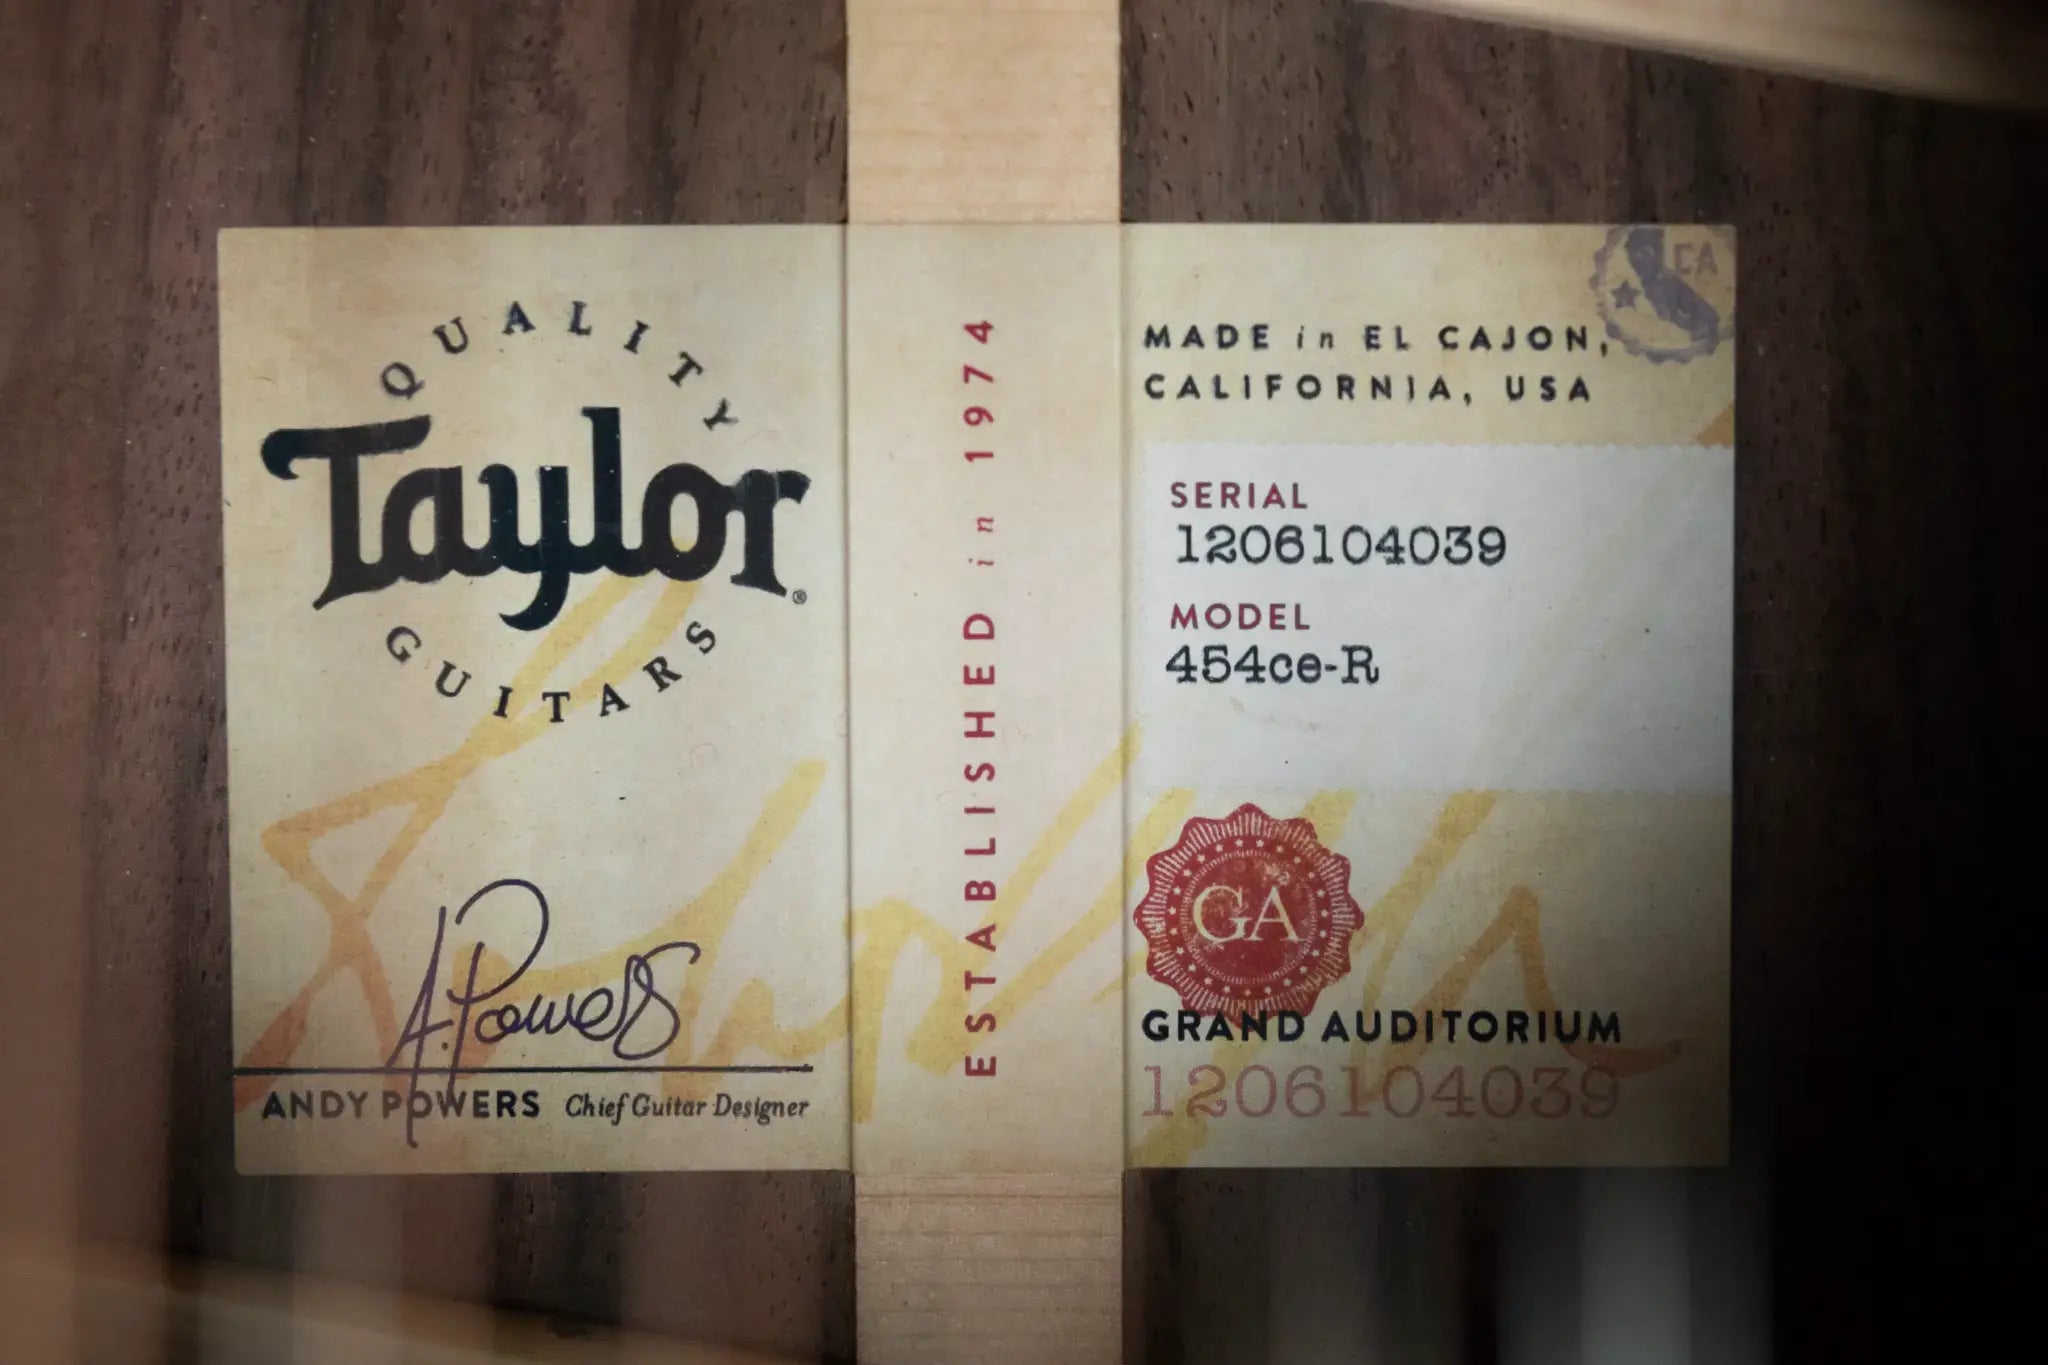 QUALITY
Taylor®
GUITARS
A. Powers
ANDY POWERS Chief Guitar Designer
ESTABLISHED in 1974
CA
MADE in EL CAJON,
CALIFORNIA, USA
SERIAL
1206104039
MODEL
454ce-R
GA
GRAND AUDITORIUM
1206104039